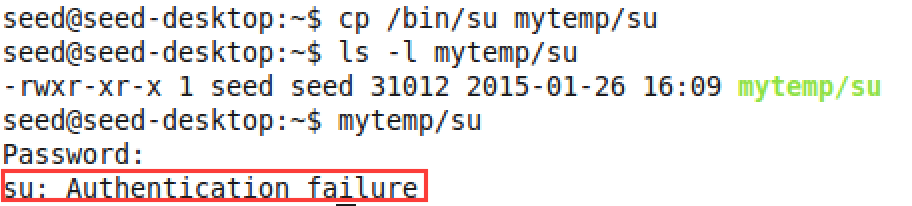 seed@seed-desktop:~$ cp /bin/su mytemp/su
seed@seed-desktop:~$ ls -l mytemp/su
-rwxr-xr-x 1 seed seed 31012 2015-01-26 16:09 mytemp/su
seed@seed-desktop:~$ mytemp/su
Password:
su: Authentication failure